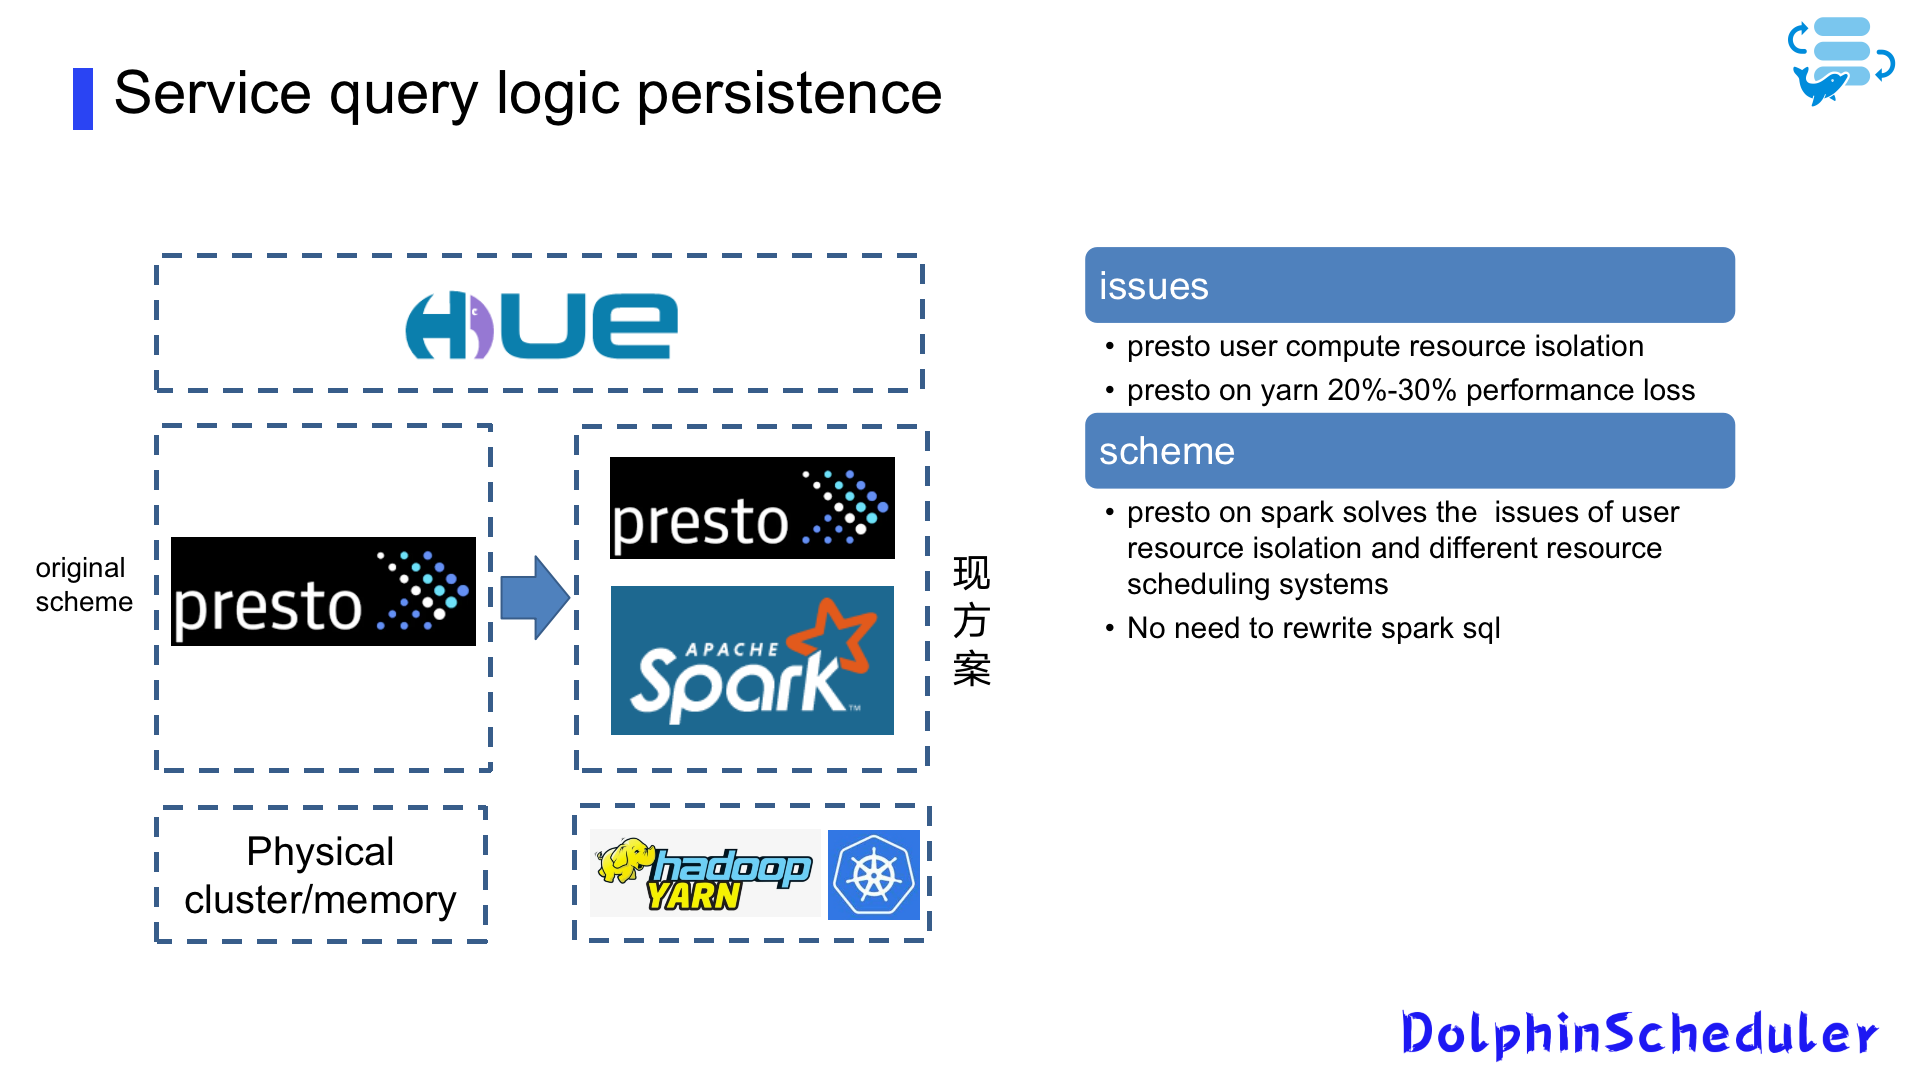 Service query logic persistence
HUE
original
scheme
presto
presto
APACHE
Spark™
现
方
案
Physical
cluster/memory
hadoop
YARN
issues
• presto user compute resource isolation
• presto on yarn 20%-30% performance loss
scheme
• presto on spark solves the  issues of user
resource isolation and different resource
scheduling systems
• No need to rewrite spark sql
DolphinScheduler